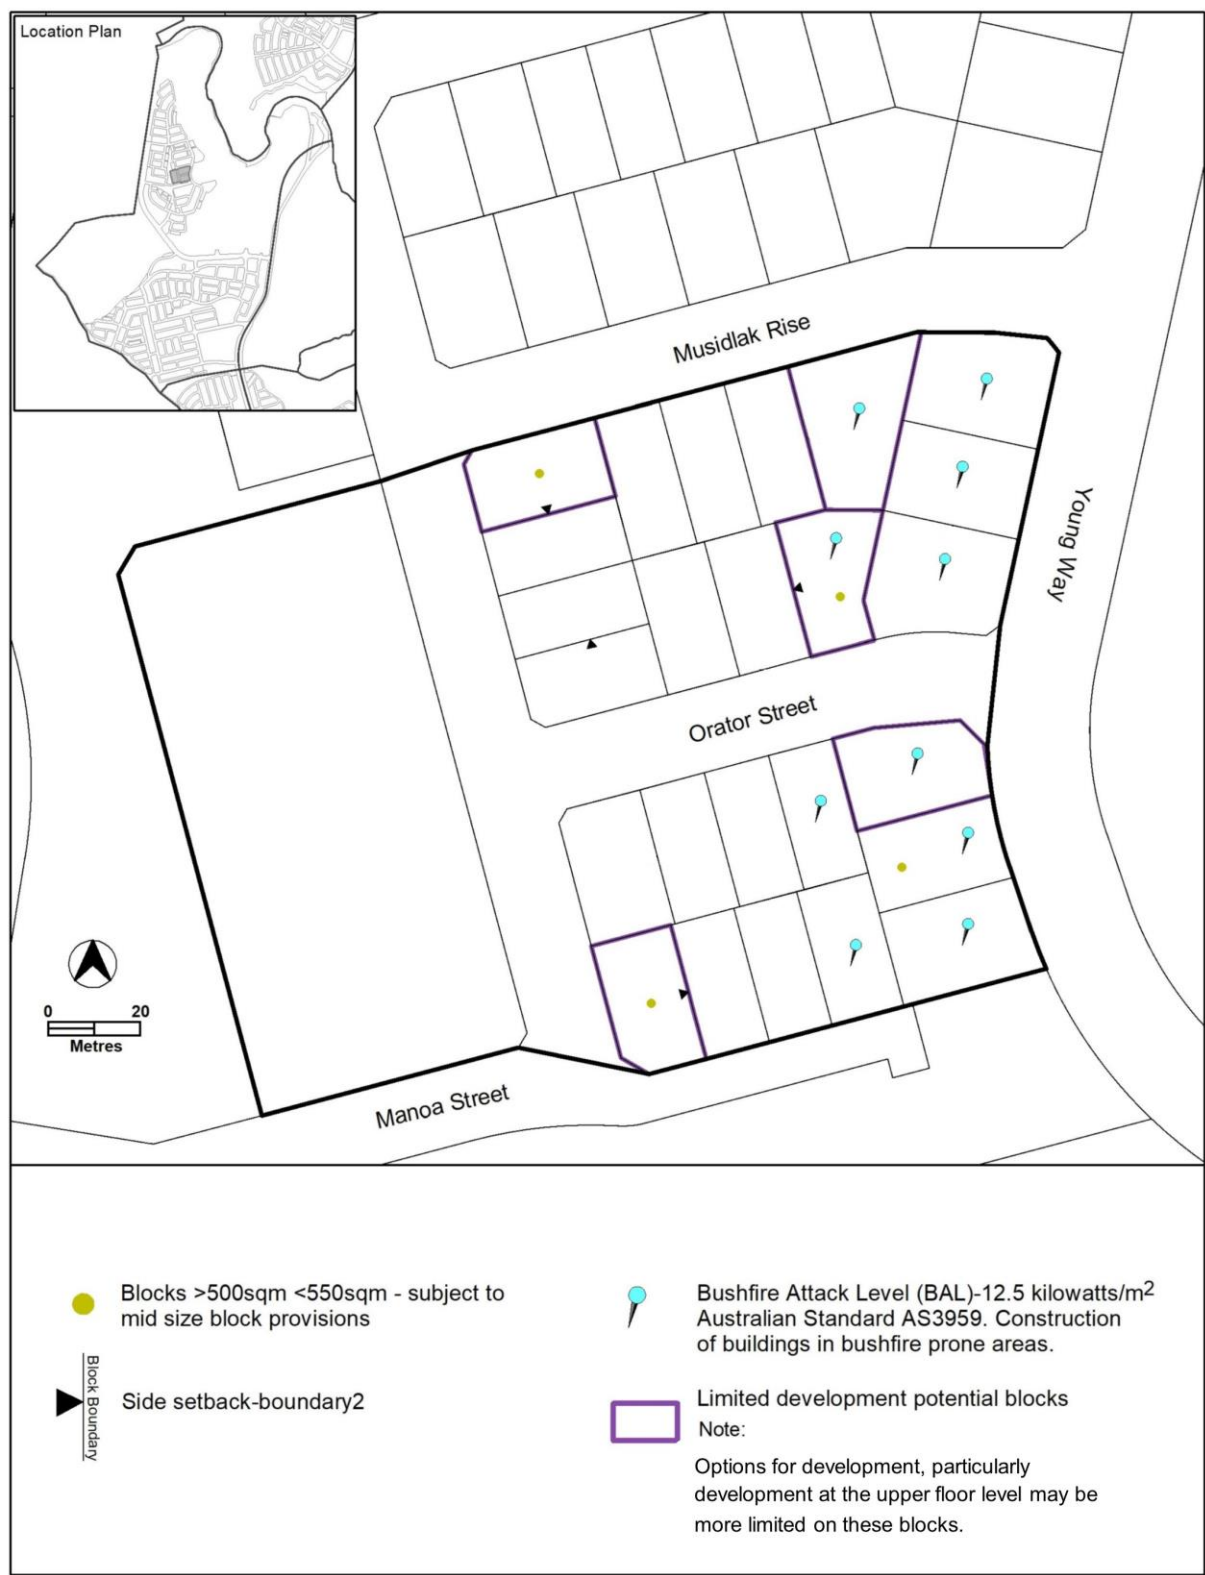 Location Plan
Musidlak Rise
Young Way
Orator Street
0 20
Metres
Manoa Street
Blocks >500sqm <550sqm - subject to
mid size block provisions
Block Boundary
Side setback-boundary2
Bushfire Attack Level (BAL)-12.5 kilowatts/m²
Australian Standard AS3959. Construction
of buildings in bushfire prone areas.
Limited development potential blocks
Note:
Options for development, particularly
development at the upper floor level may be
more limited on these blocks.